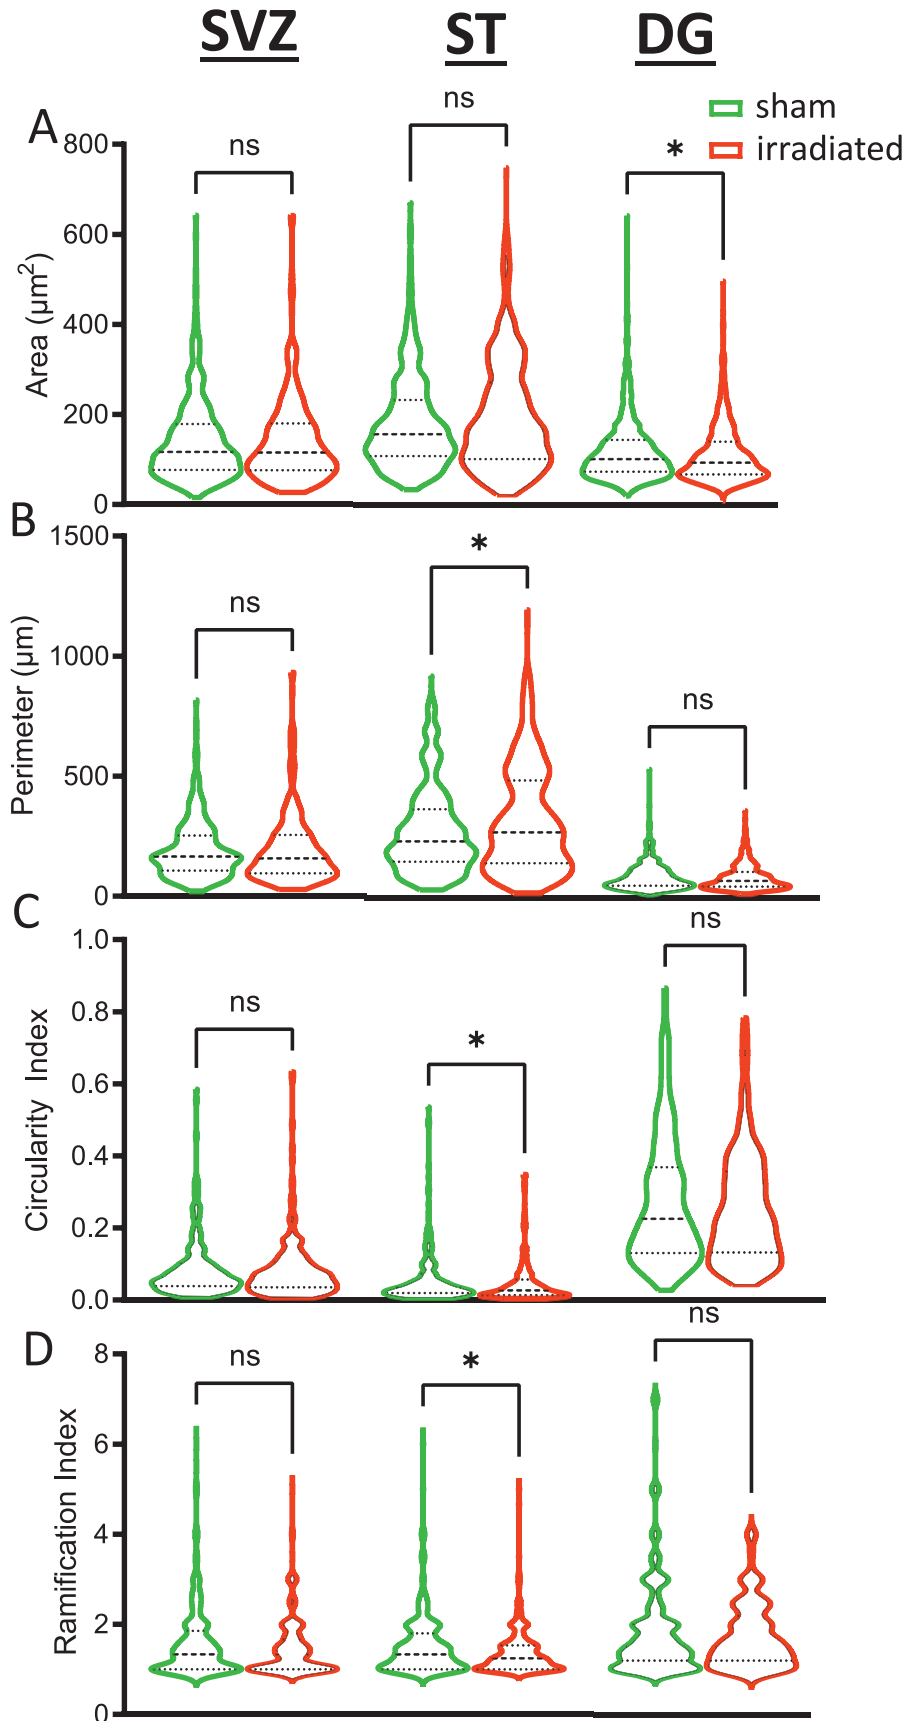 SVZ ST DG
sham
irradiated
A
Area (µm²)
800
600
400
200
0
ns
ns
*
B
Perimeter (µm)
1500
1000
500
0
ns
*
ns
C
Circularity Index
1.0
0.8
0.6
0.4
0.2
0.0
ns
*
ns
D
Ramification Index
8
6
4
2
0
ns
*
ns